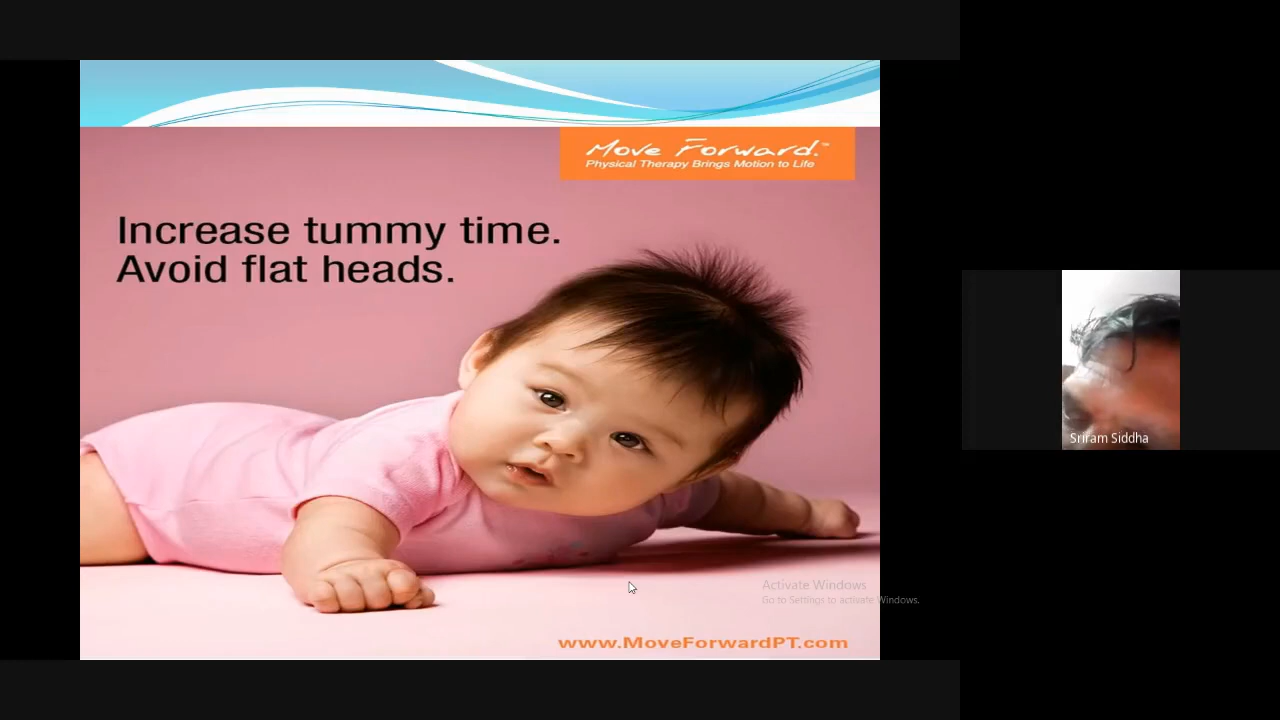 Move Forward.™
Physical Therapy Brings Motion to Life
Increase tummy time.
Avoid flat heads.
Sriram Siddha
Activate Windows
Go to Settings to activate Windows.
www.MoveForwardPT.com